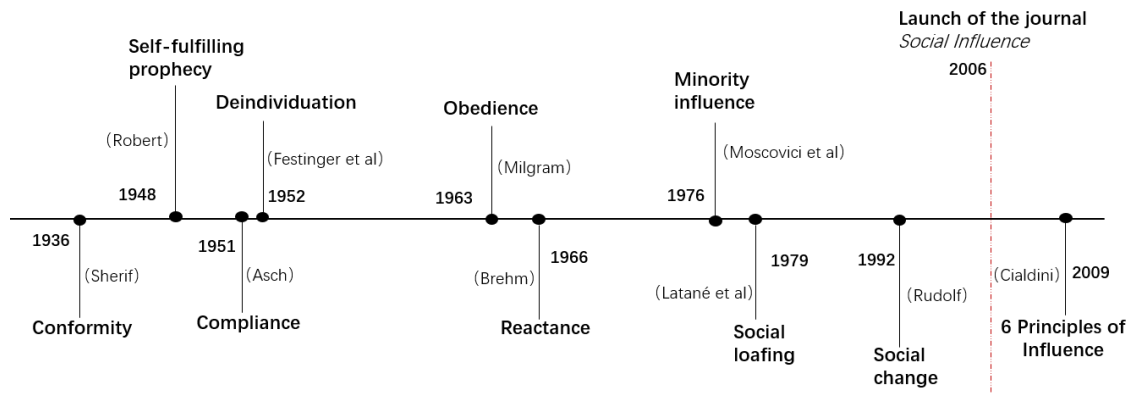 Launch of the journal
Social Influence
2006
Self-fulfilling
prophecy
(Robert)
1948
Deindividuation
(Festinger et al)
1952
Obedience
(Milgram)
1963
Minority
influence
(Moscovici et al)
1976
1936
(Sherif)
Conformity
1951
(Asch)
Compliance
1966
(Brehm)
Reactance
1979
(Latané et al)
Social
loafing
1992
(Rudolf)
Social
change
(Cialdini)
2009
6 Principles of
Influence